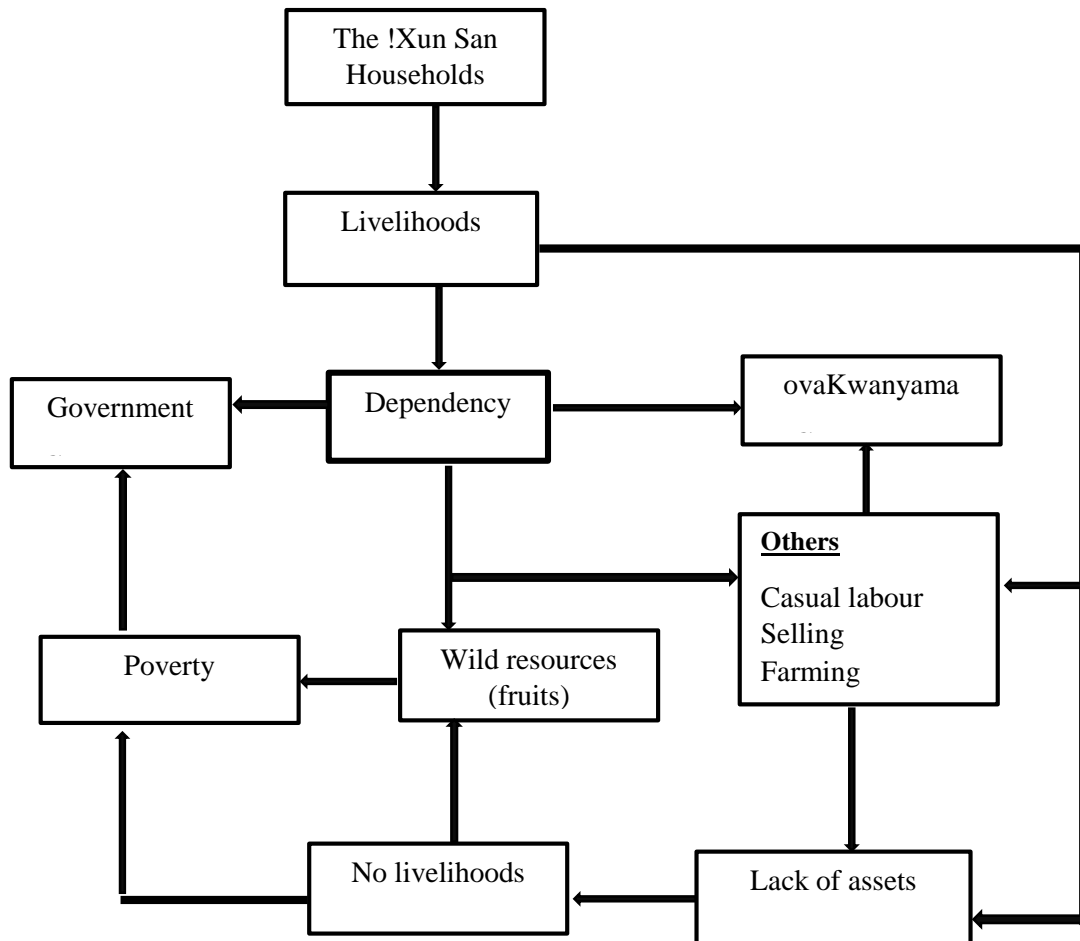 The !Xun San
Households
Livelihoods
Government
Dependency
ovaKwanyama
Others
Casual labour
Selling
Farming
Poverty
Wild resources
(fruits)
No livelihoods
Lack of assets